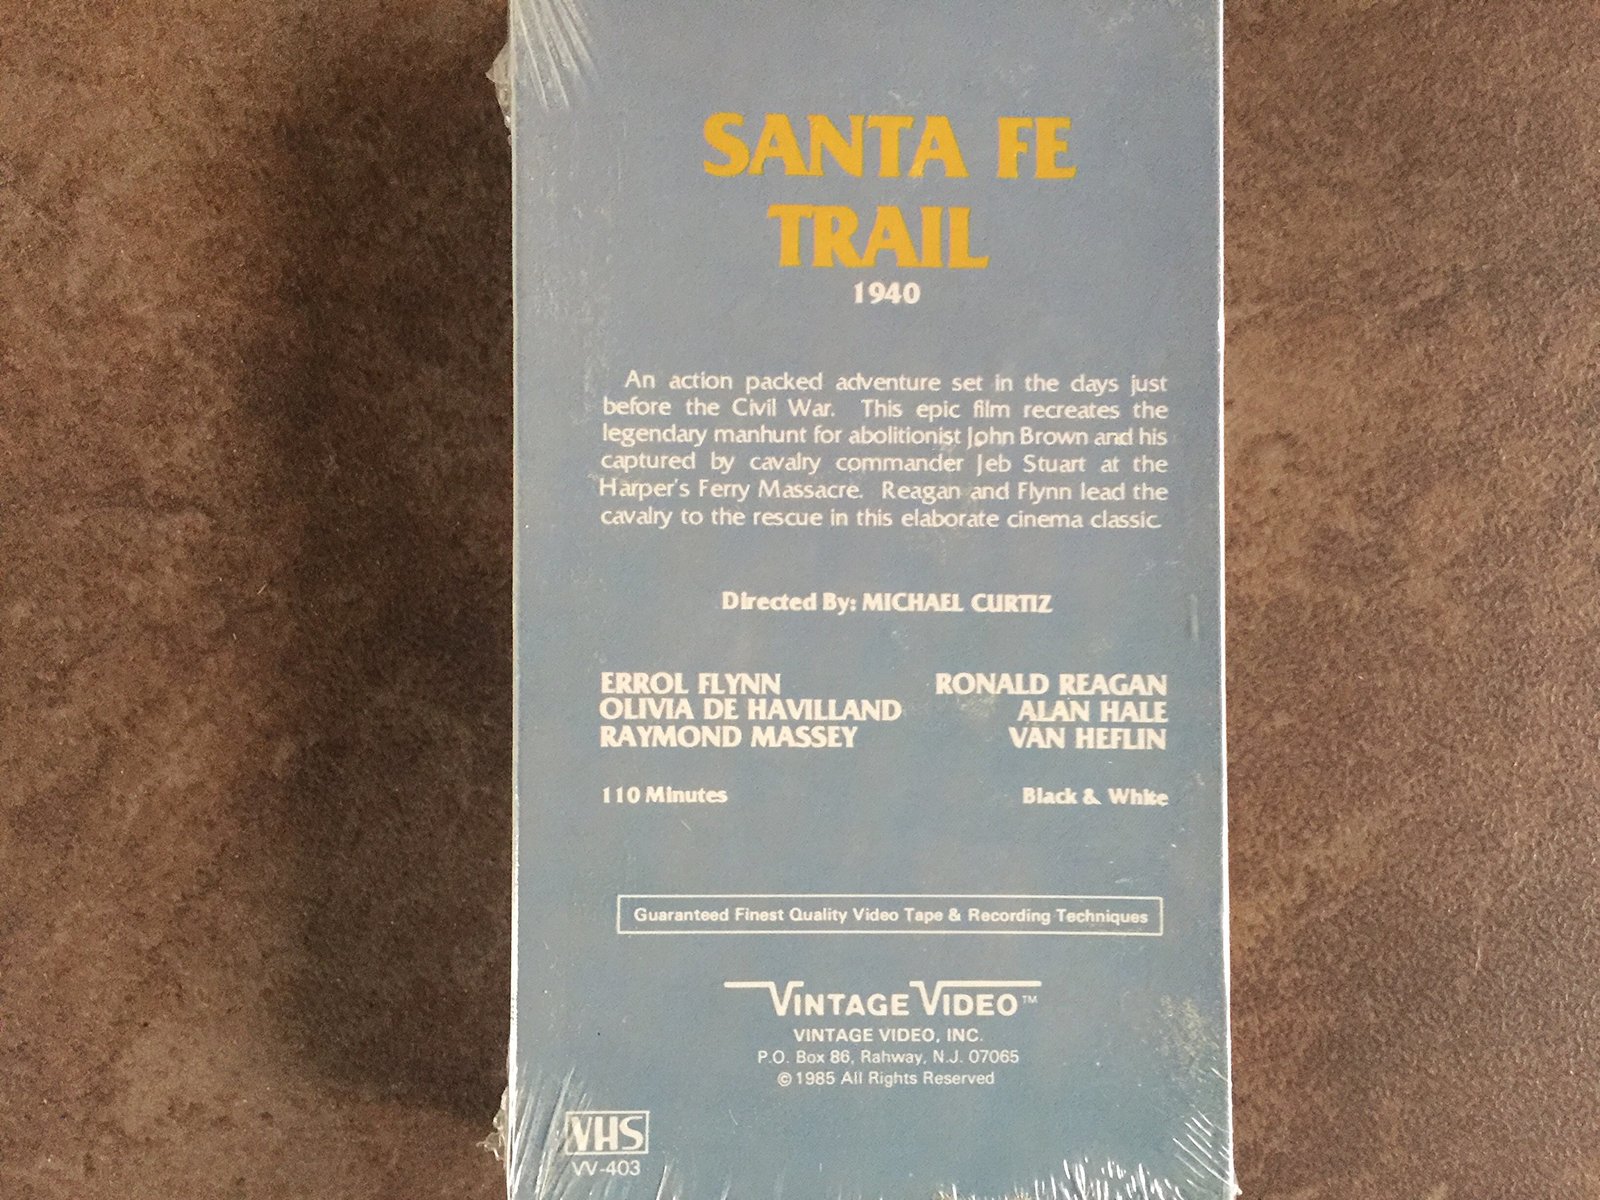 SANTA FE
TRAIL
1940
An action packed adventure set in the days just
before the Civil War. This epic film recreates the
legendary manhunt for abolitionist John Brown and his
captured by cavalry commander Jeb Stuart at the
Harper's Ferry Massacre. Reagan and Flynn lead the
cavalry to the rescue in this elaborate cinema classic.
Directed By: MICHAEL CURTIZ
ERROL FLYNN RONALD REAGAN
OLIVIA DE HAVILLAND ALAN HALE
RAYMOND MASSEY VAN HEFLIN
110 Minutes Black & White
Guaranteed Finest Quality Video Tape & Recording Techniques
VINTAGE VIDEO™
VINTAGE VIDEO, INC.
P.O. Box 86, Rahway, N.J. 07065
© 1985 All Rights Reserved
VHS
VV-403